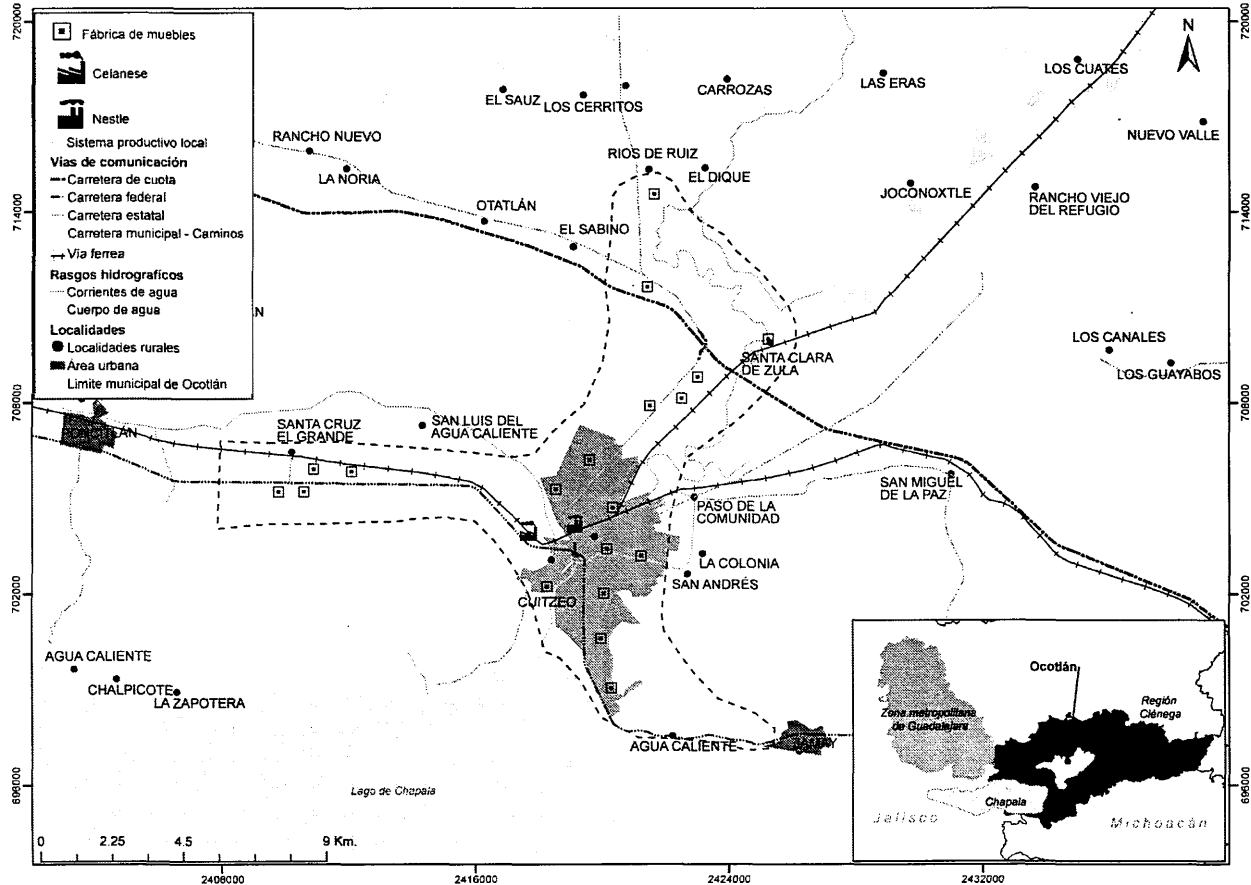 Fábrica de muebles
Celanese
Nestle
Sistema productivo local
Vías de comunicación
Carretera de cuota
Carretera federal
Carretera estatal
Carretera municipal - Caminos
Via ferrea
Rasgos hidrograficos
Corrientes de agua
Cuerpo de agua
Localidades
Localidades rurales
Área urbana
Limite municipal de Ocotlán
N
EL SAUZ
LOS CERRITOS
CARROZAS
LAS ERAS
LOS CUATES
NUEVO VALLE
RANCHO NUEVO
LA NORIA
RIOS DE RUIZ
EL DIQUE
JOCONOXTLE
RANCHO VIEJO
DEL REFUGIO
OTATLÁN
EL SABINO
SANTA CLARA
DE ZULA
LOS CANALES
LOS GUAYABOS
SANTA CRUZ
EL GRANDE
SAN LUIS DEL
AGUA CALIENTE
PASO DE LA
COMUNIDAD
SAN MIGUEL
DE LA PAZ
LA COLONIA
SAN ANDRÉS
CUITZEO
AGUA CALIENTE
CHALPICOTE
LA ZAPOTERA
AGUA CALIENTE
Lago de Chapala
0 2.25 4.5 9 Km.
Ocotlán
Región
Ciénega
Zona metropolitana
de Guadalajara
Chapala
Jalisco
Michoacán
720000
714000
708000
702000
696000
720000
714000
708000
702000
696000
2408000
2416000
2424000
2432000